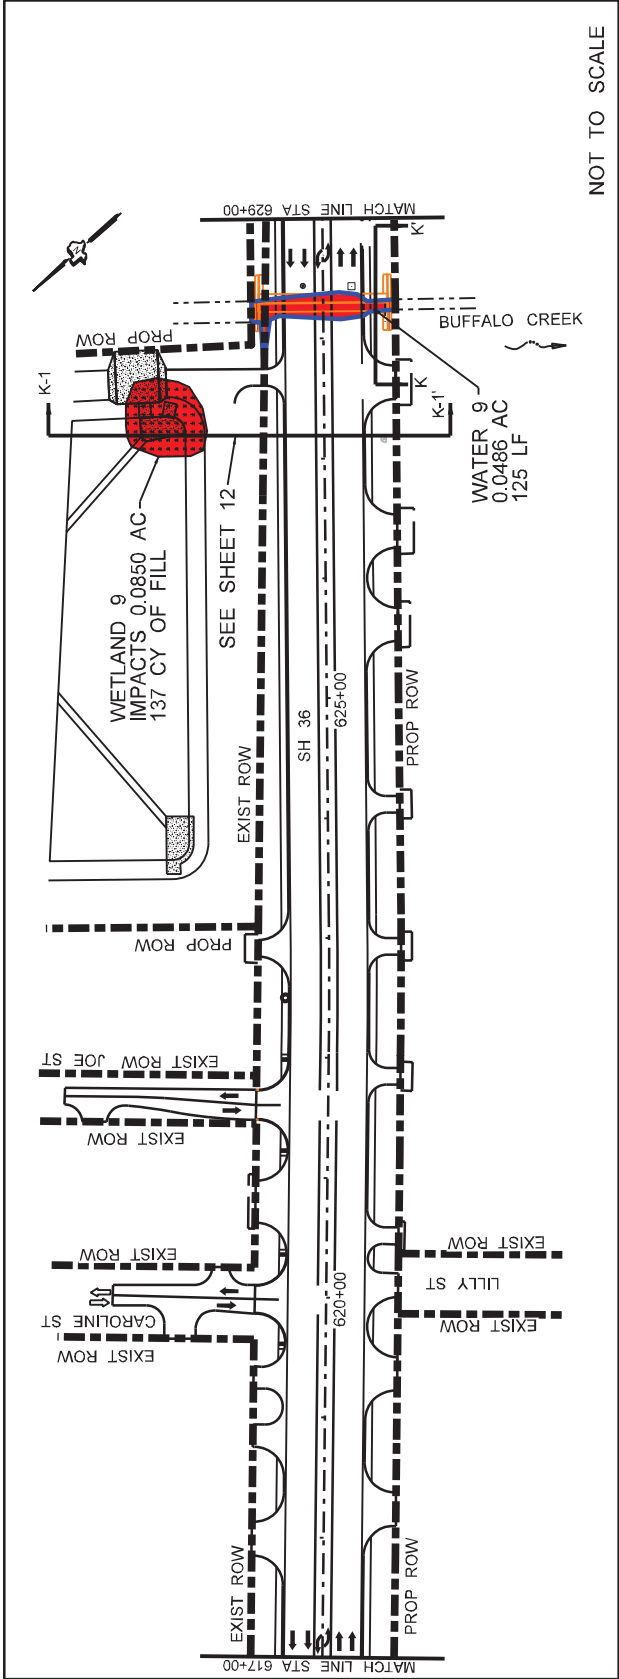 NOT TO SCALE
MATCH LINE STA 629+00
N
K'
PROP ROW
BUFFALO CREEK
K-1
K
K-1'
WATER 9
0.0486 AC
125 LF
SEE SHEET 12
WETLAND 9
IMPACTS 0.0850 AC
137 CY OF FILL
SH 36
625+00
PROP ROW
EXIST ROW
PROP ROW
EXIST ROW JOE ST
EXIST ROW
EXIST ROW
CAROLINE ST
EXIST ROW
620+00
EXIST ROW
LILLY ST
EXIST ROW
EXIST ROW
PROP ROW
MATCH LINE STA 617+00